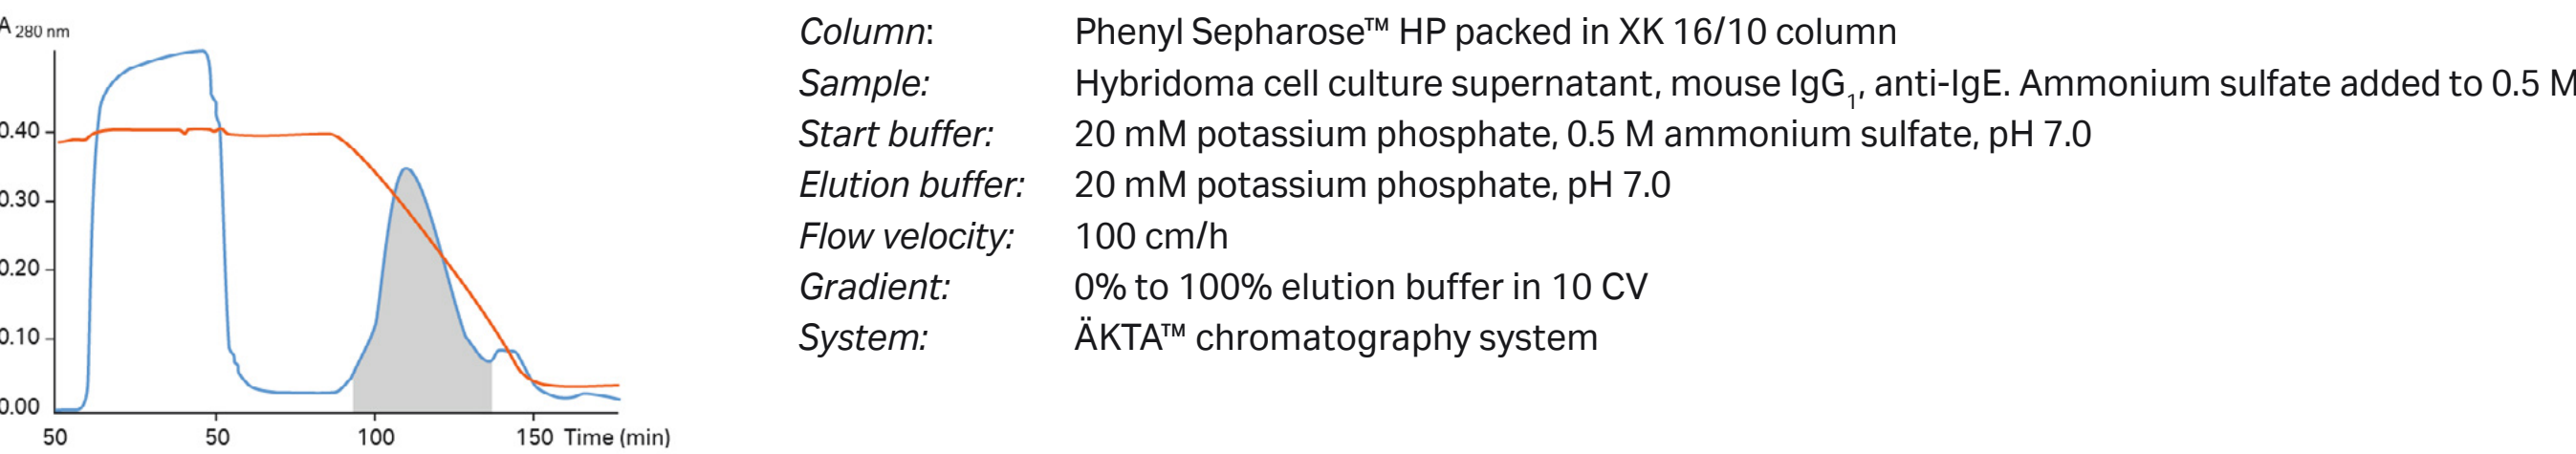 A 280 nm
0.40
0.30
0.20
0.10
0.00
50 50 100 150 Time (min)
Column: Phenyl Sepharose™ HP packed in XK 16/10 column
Sample: Hybridoma cell culture supernatant, mouse IgG1, anti-IgE. Ammonium sulfate added to 0.5 M
Start buffer: 20 mM potassium phosphate, 0.5 M ammonium sulfate, pH 7.0
Elution buffer: 20 mM potassium phosphate, pH 7.0
Flow velocity: 100 cm/h
Gradient: 0% to 100% elution buffer in 10 CV
System: ÄKTA™ chromatography system